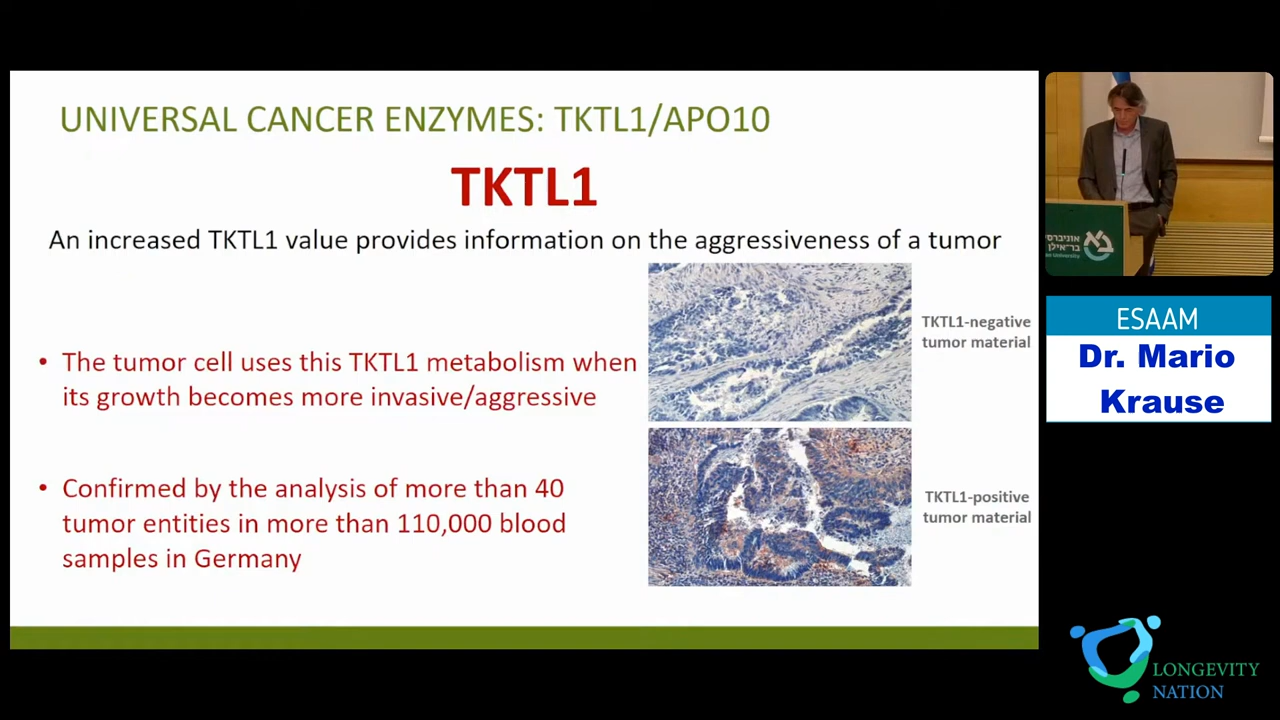 UNIVERSAL CANCER ENZYMES: TKTL1/APO10
TKTL1
An increased TKTL1 value provides information on the aggressiveness of a tumor
• The tumor cell uses this TKTL1 metabolism when
its growth becomes more invasive/aggressive
• Confirmed by the analysis of more than 40
tumor entities in more than 110,000 blood
samples in Germany
TKTL1-negative
tumor material
TKTL1-positive
tumor material
בר־אילן
University
ESAAM
Dr. Mario
Krause
LONGEVITY
NATION